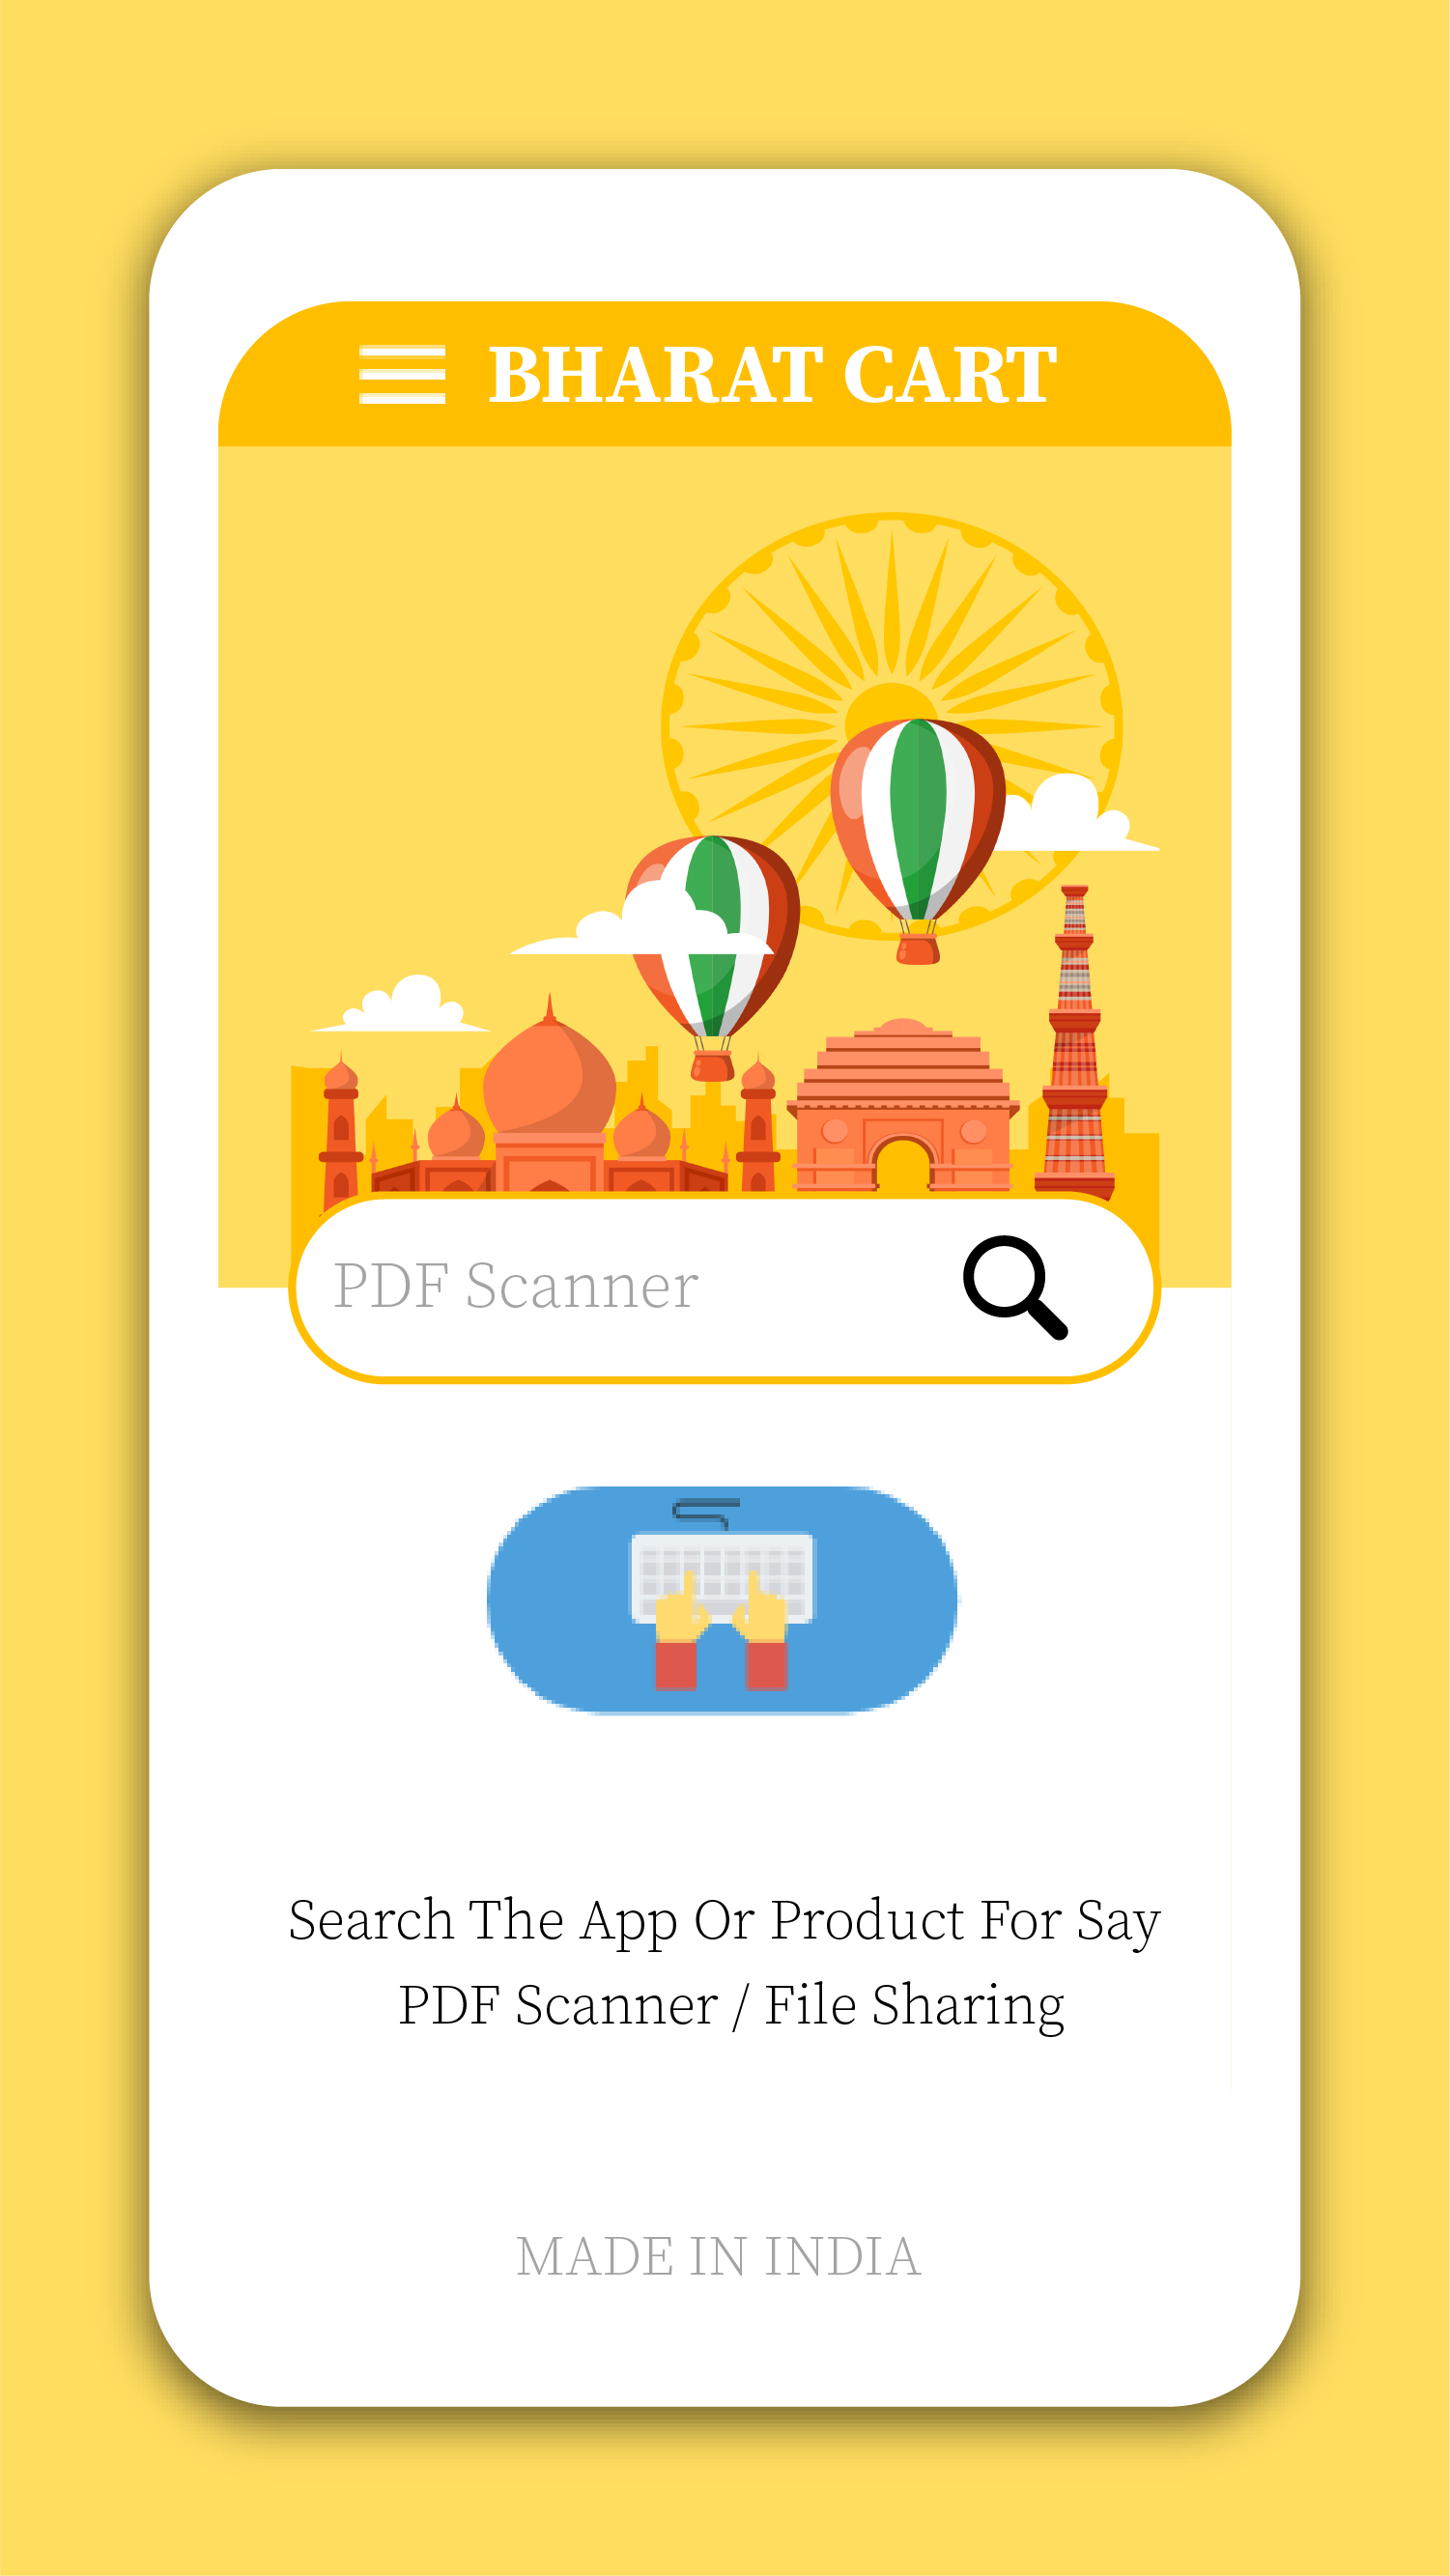 BHARAT CART
PDF Scanner
Search The App Or Product For Say
PDF Scanner / File Sharing
MADE IN INDIA